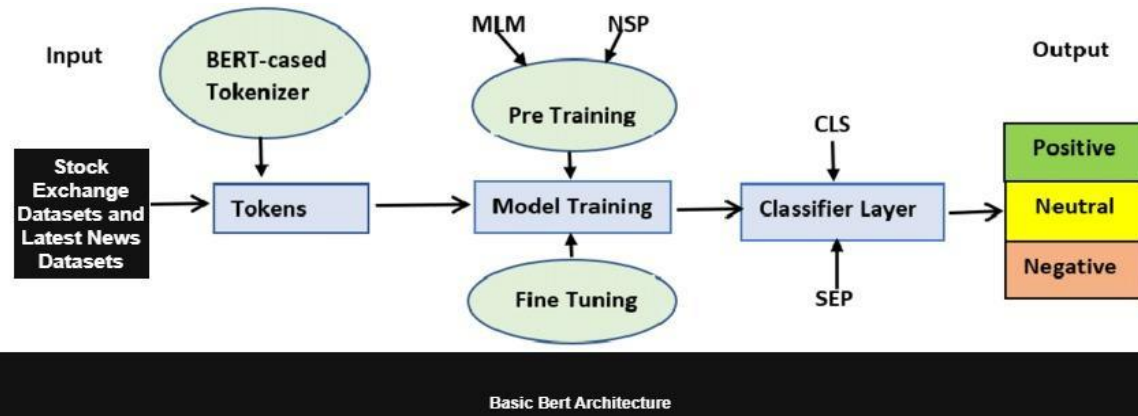 Input
BERT-cased
Tokenizer
MLM
NSP
Output
Pre Training
CLS
Stock
Exchange
Datasets and
Latest News
Datasets
Tokens
Model Training
Classifier Layer
Positive
Neutral
Negative
Fine Tuning
SEP
Basic Bert Architecture